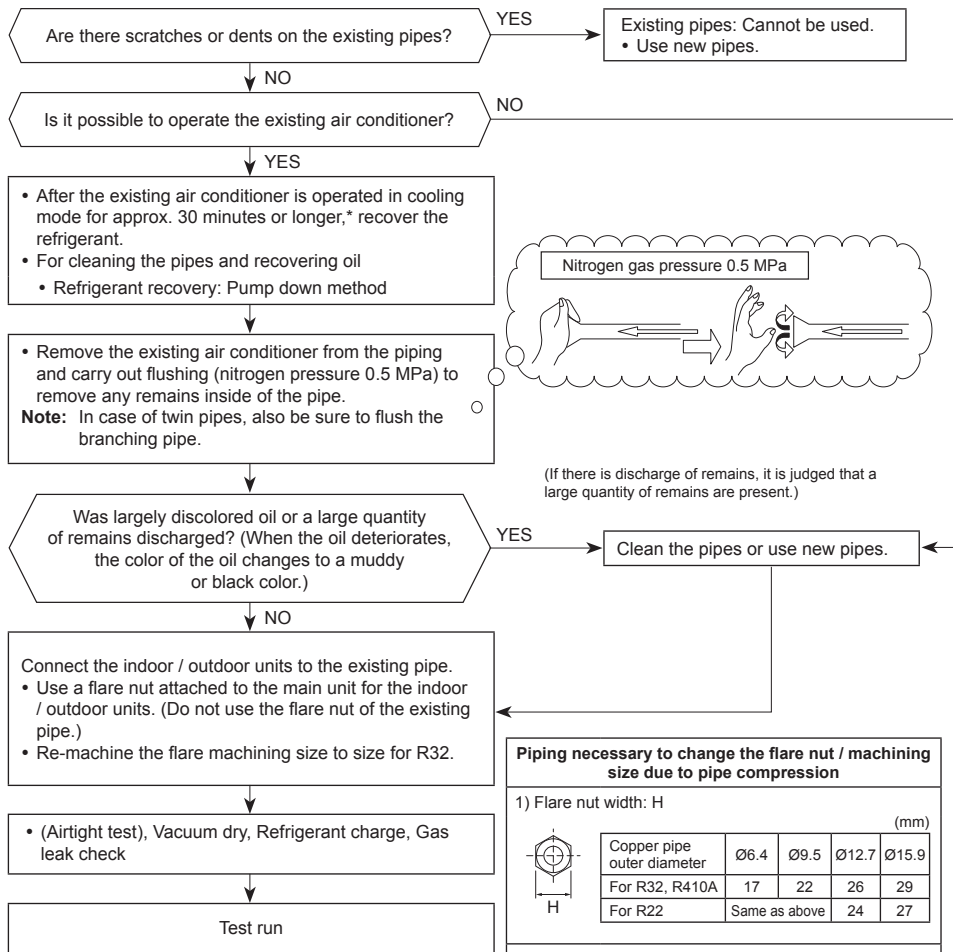 Are there scratches or dents on the existing pipes?
YES
Existing pipes: Cannot be used.
• Use new pipes.
NO
Is it possible to operate the existing air conditioner?
NO
YES
• After the existing air conditioner is operated in cooling
mode for approx. 30 minutes or longer,* recover the
refrigerant.
• For cleaning the pipes and recovering oil
• Refrigerant recovery: Pump down method
Nitrogen gas pressure 0.5 MPa
• Remove the existing air conditioner from the piping
and carry out flushing (nitrogen pressure 0.5 MPa) to
remove any remains inside of the pipe.
Note: In case of twin pipes, also be sure to flush the
branching pipe.
(If there is discharge of remains, it is judged that a
large quantity of remains are present.)
Was largely discolored oil or a large quantity
of remains discharged? (When the oil deteriorates,
the color of the oil changes to a muddy
or black color.)
YES
Clean the pipes or use new pipes.
NO
Connect the indoor / outdoor units to the existing pipe.
• Use a flare nut attached to the main unit for the indoor
/ outdoor units. (Do not use the flare nut of the existing
pipe.)
• Re-machine the flare machining size to size for R32.
• (Airtight test), Vacuum dry, Refrigerant charge, Gas
leak check
Test run
Piping necessary to change the flare nut / machining
size due to pipe compression
1) Flare nut width: H
(mm)
H
Copper pipe
outer diameter
Ø6.4 Ø9.5 Ø12.7 Ø15.9
For R32, R410A 17 22 26 29
For R22 Same as above 24 27